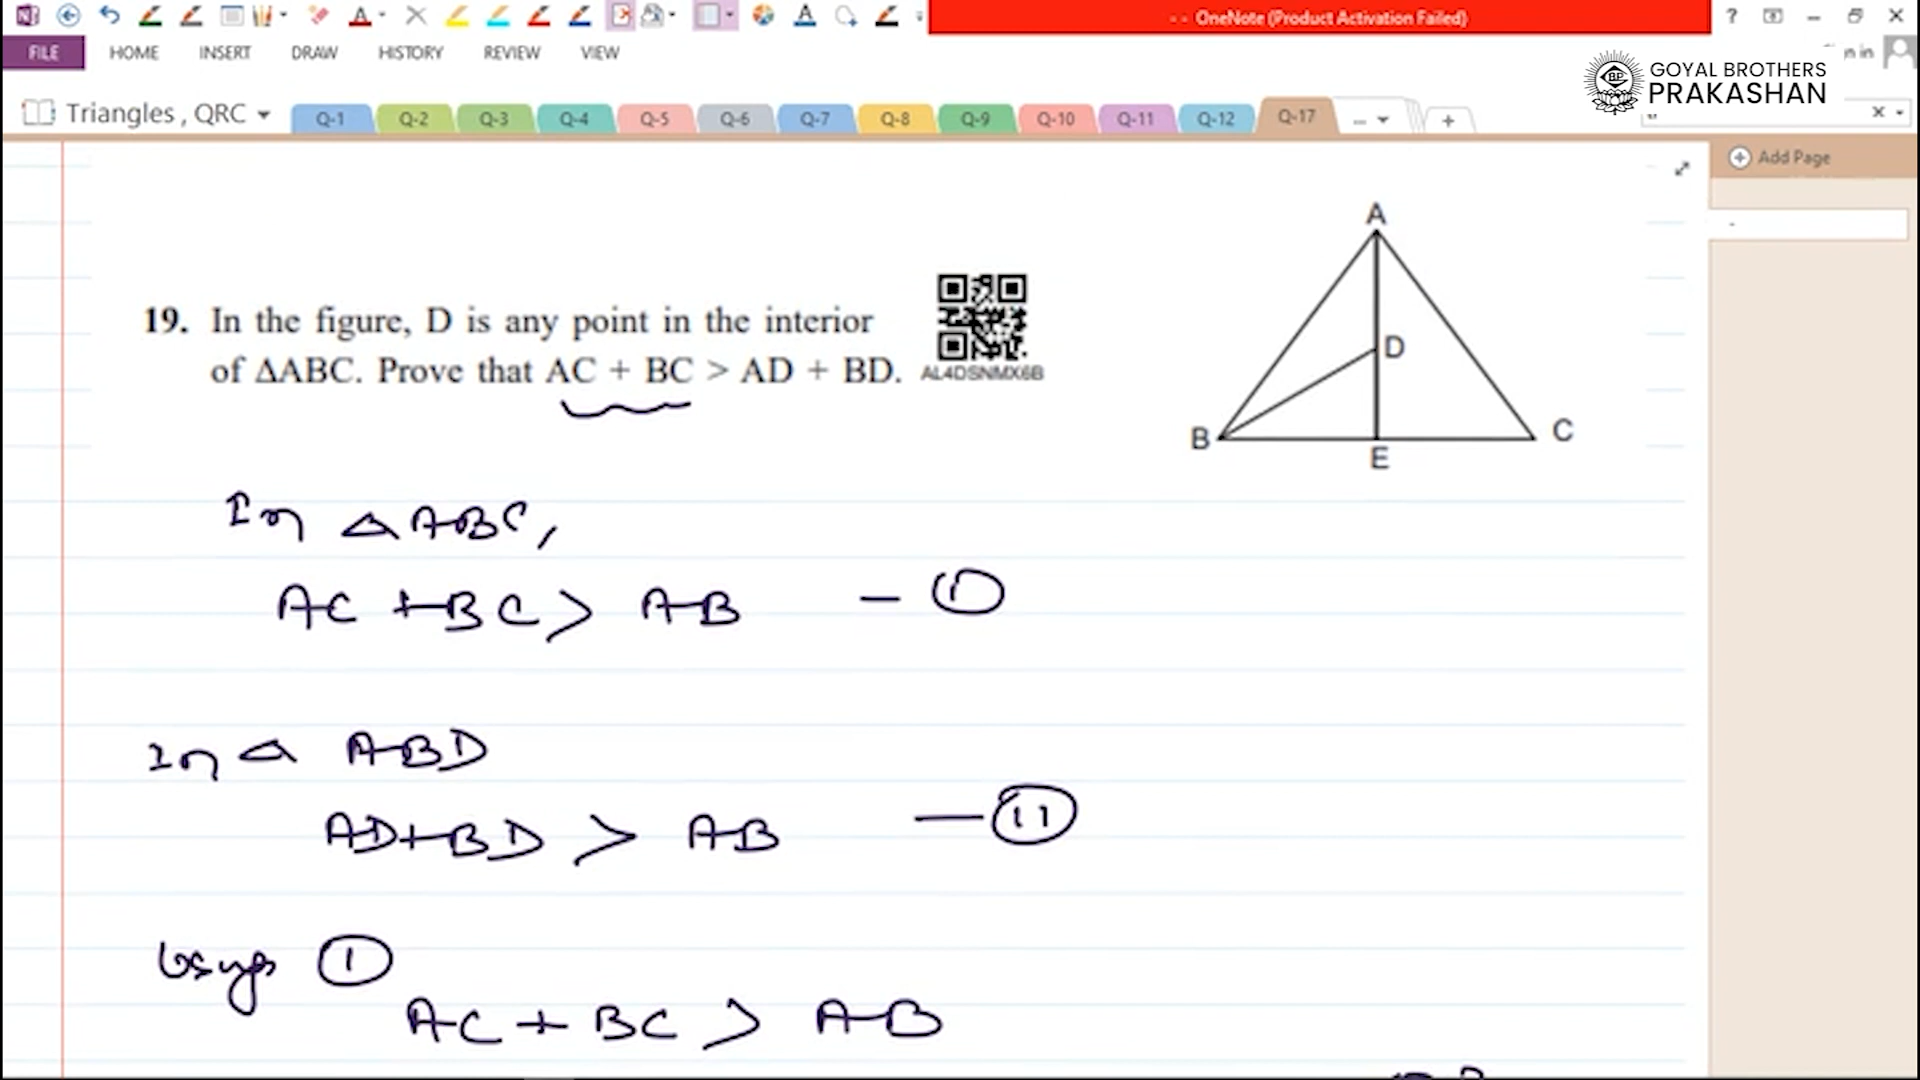 OneNote (Product Activation Failed)
?
FILE HOME INSERT DRAW HISTORY REVIEW VIEW
n in
GOYAL BROTHERS
PRAKASHAN
Triangles , QRC
Q-1 Q-2 Q-3 Q-4 Q-5 Q-6 Q-7 Q-8 Q-9 Q-10 Q-11 Q-12 Q-17
Add Page
19. In the figure, D is any point in the interior
of ΔABC. Prove that AC + BC > AD + BD.
AL4DSNMX6B
A
D
B
C
E
In Δ ABC,
AC + BC > AB — ①
In Δ ABD
AD + BD > AB — (11)
①
AC + BC > AB